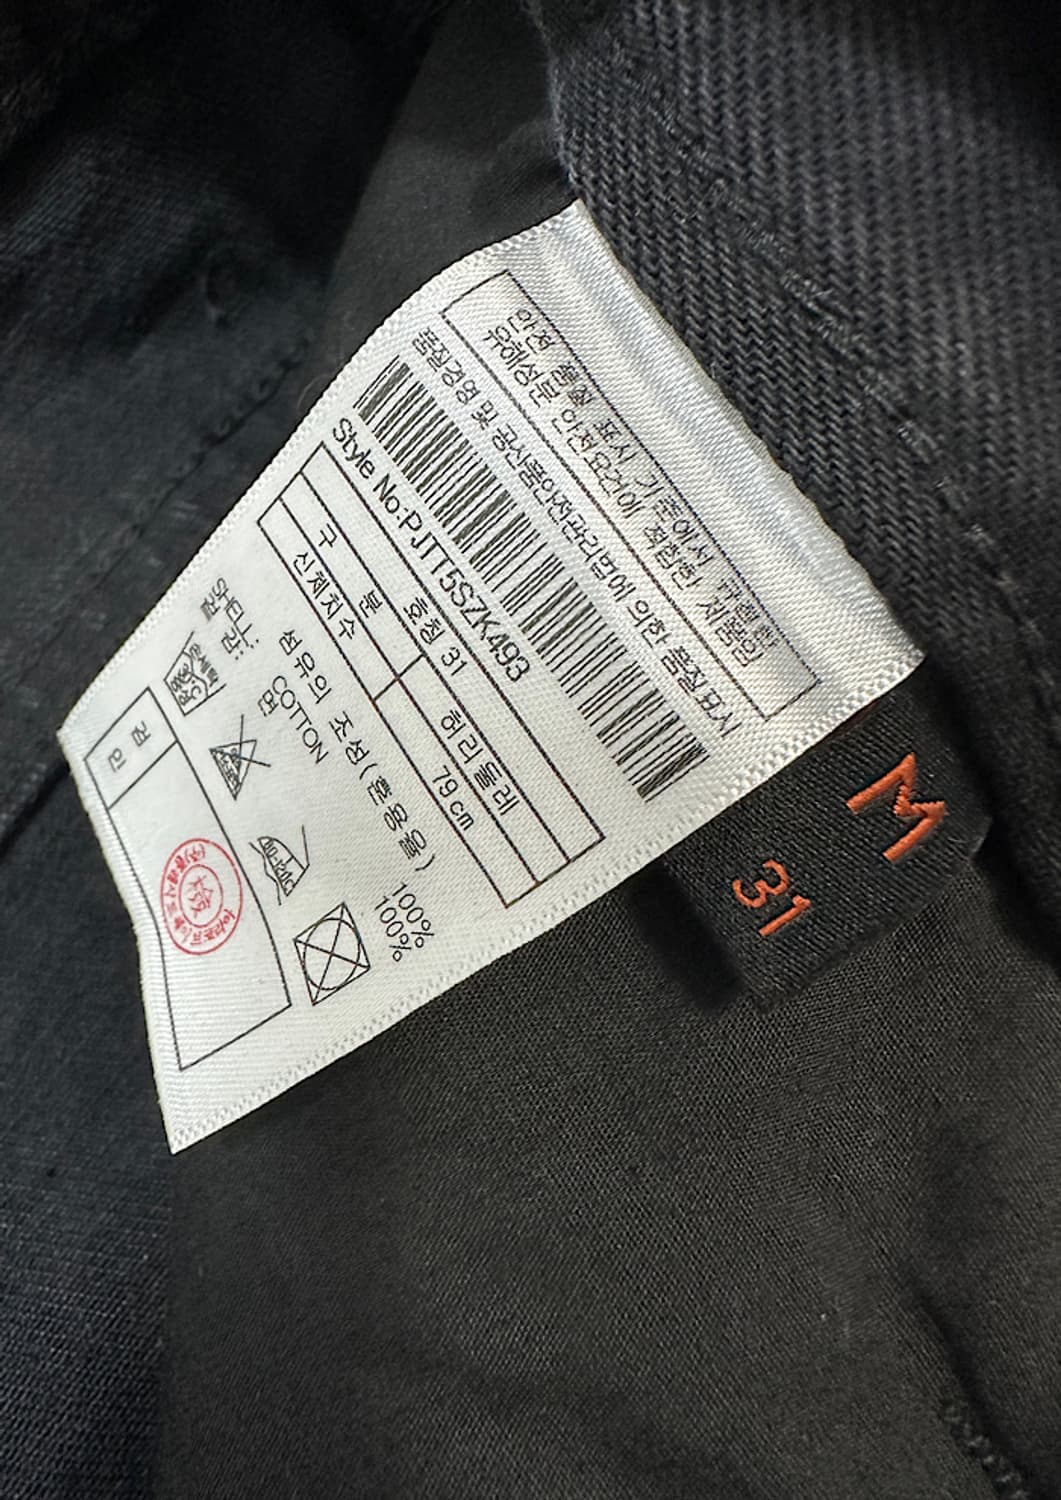 안전 품질 표시 기준에서 규정한
유해성분 안전요건에 적합한 제품임
품질경영 및 공산품안전관리법에 의한 품질표시
Style No:PJTT5SZK493
구 분 호칭 31 허리둘레
신체치수 79 cm
섬유의 조성(혼용율)
COTTON 100%
면 100%
검 인
M
31